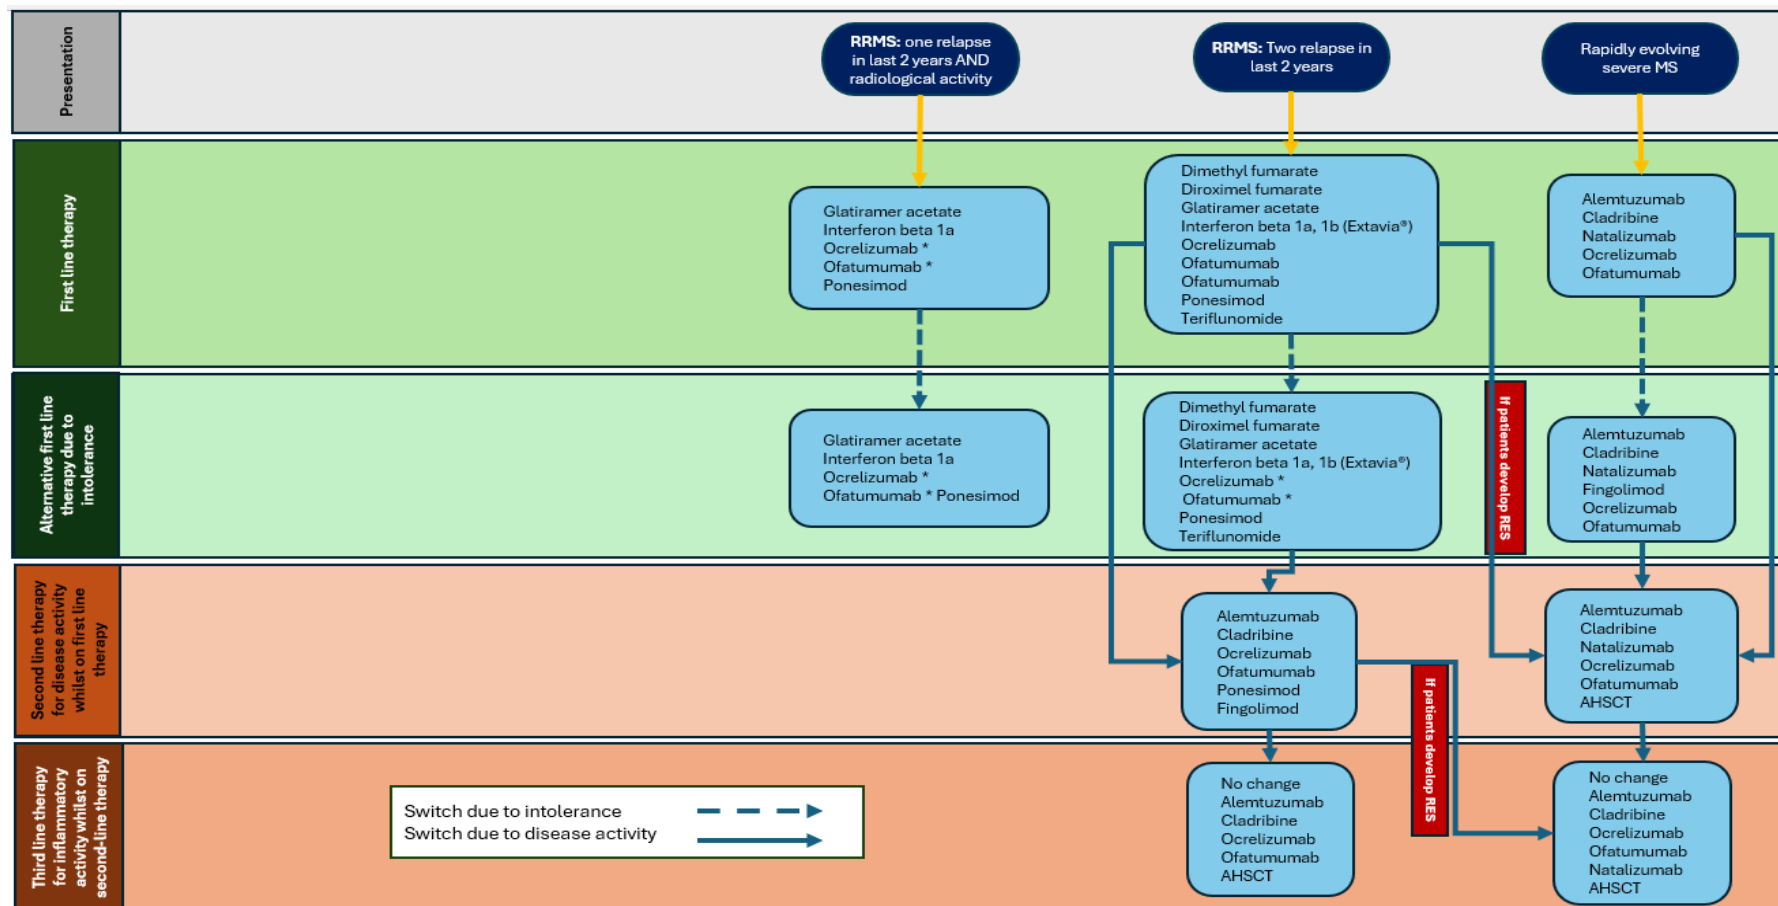 Presentation
RRMS: one relapse
in last 2 years AND
radiological activity
RRMS: Two relapse in
last 2 years
Rapidly evolving
severe MS
First line therapy
Glatiramer acetate
Interferon beta 1a
Ocrelizumab *
Ofatumumab *
Ponesimod
Dimethyl fumarate
Diroximel fumarate
Glatiramer acetate
Interferon beta 1a, 1b (Extavia®)
Ocrelizumab
Ofatumumab
Ofatumumab
Ponesimod
Teriflunomide
Alemtuzumab
Cladribine
Natalizumab
Ocrelizumab
Ofatumumab
Alternative first line
therapy due to
intolerance
Glatiramer acetate
Interferon beta 1a
Ocrelizumab *
Ofatumumab * Ponesimod
Dimethyl fumarate
Diroximel fumarate
Glatiramer acetate
Interferon beta 1a, 1b (Extavia®)
Ocrelizumab *
Ofatumumab *
Ponesimod
Teriflunomide
If patients develop RES
Alemtuzumab
Cladribine
Natalizumab
Fingolimod
Ocrelizumab
Ofatumumab
Second line therapy
for disease activity
whilst on first line
therapy
Alemtuzumab
Cladribine
Ocrelizumab
Ofatumumab
Ponesimod
Fingolimod
If patients develop RES
Alemtuzumab
Cladribine
Natalizumab
Ocrelizumab
Ofatumumab
AHSCT
Third line therapy
for inflammatory
activity whilst on
second-line therapy
Switch due to intolerance
Switch due to disease activity
No change
Alemtuzumab
Cladribine
Ocrelizumab
Ofatumumab
AHSCT
No change
Alemtuzumab
Cladribine
Ocrelizumab
Ofatumumab
Natalizumab
AHSCT